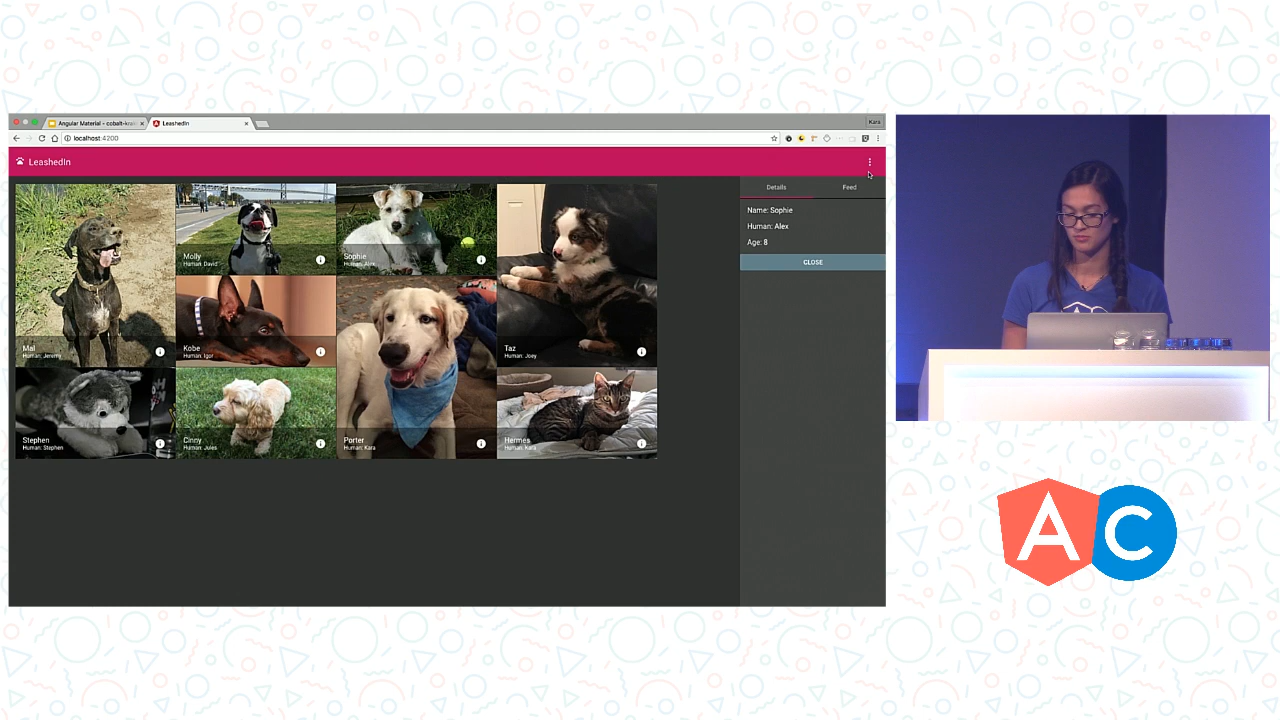 Angular Material - cobalt-kraken
LeashedIn
Kara
localhost:4200
LeashedIn
Details
Feed
Name: Sophie
Human: Alex
Age: 8
CLOSE
Mal
Human: Jeremy
Molly
Human: David
Sophie
Human: Alex
Taz
Human: Joey
Kobe
Human: Igor
Stephen
Human: Stephen
Cinny
Human: Jules
Porter
Human: Kara
Hermes
Human: Kara
A
C